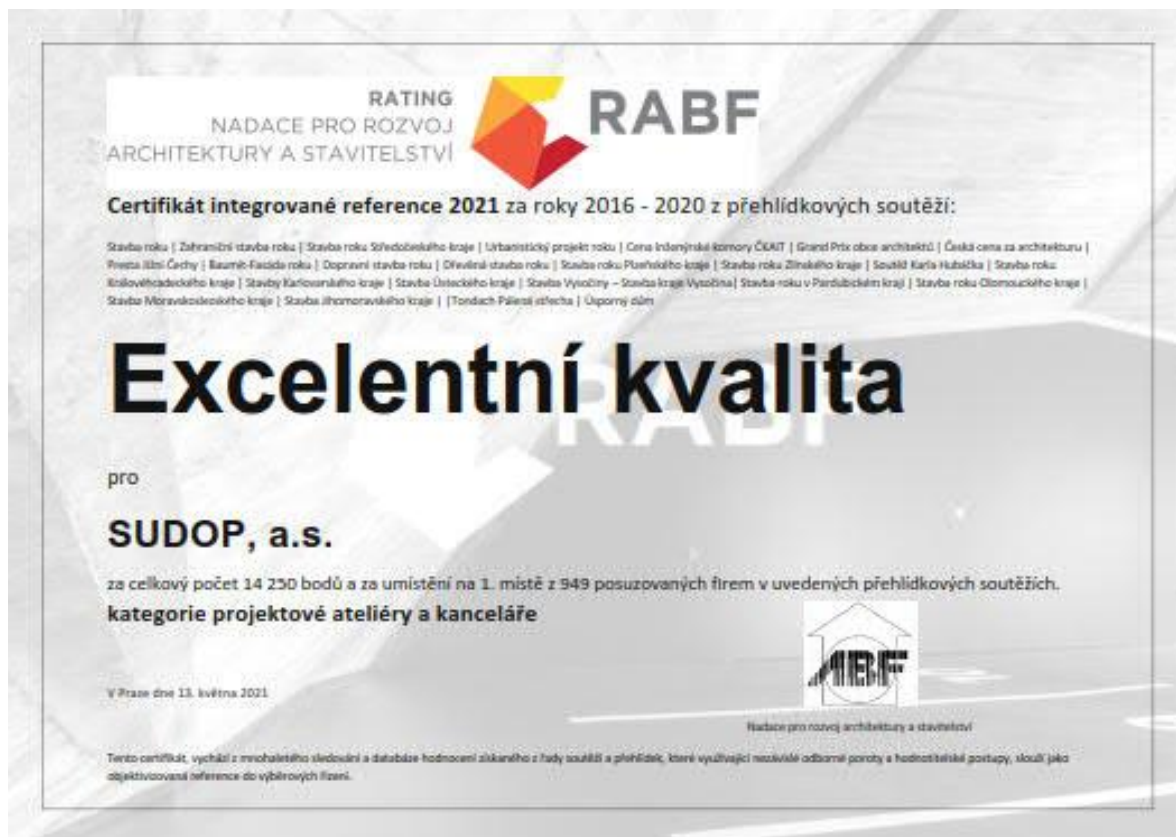 RATING
NADACE PRO ROZVOJ
ARCHITEKTURY A STAVITELSTVÍ
RABF
Certifikát integrované reference 2021 za roky 2016 - 2020 z přehlídkových soutěží:
Stavba roku | Zahraniční stavba roku | Stavba roku Středočeského kraje | Urbanistický projekt roku | Cena Inženýrské komory ČKAIT | Grand Prix obce architektů | Česká cena za architekturu |
Presta Jižní Čechy | Baumit-Fasáda roku | Dopravní stavba roku | Dřevěná stavba roku | Stavba roku Plzeňského kraje | Stavba roku Zlínského kraje | Soutěž Karla Hubáčka | Stavba roku
Královéhradeckého kraje | Stavby Karlovarského kraje | Stavba Ústeckého kraje | Stavba Vysočiny – Stavba kraje Vysočina| Stavba roku v Pardubickém kraji | Stavba roku Olomouckého kraje |
Stavba Moravskoslezského kraje | Stavba Jihomoravského kraje | |Tondach Pálená střecha | Úsporný dům
RABF
Excelentní kvalita
pro
SUDOP, a.s.
za celkový počet 14 250 bodů a za umístění na 1. místě z 949 posuzovaných firem v uvedených přehlídkových soutěžích.
kategorie projektové ateliéry a kanceláře
ABF
V Praze dne 13. května 2021
Nadace pro rozvoj architektury a stavitelství
Tento certifikát, vychází z mnohaletého sledování a databáze hodnocení získaného z řady soutěží a přehlídek, které využívající nezávislé odborné poroty a hodnotitelské postupy, slouží jako
objektivizovaná reference do výběrových řízení.